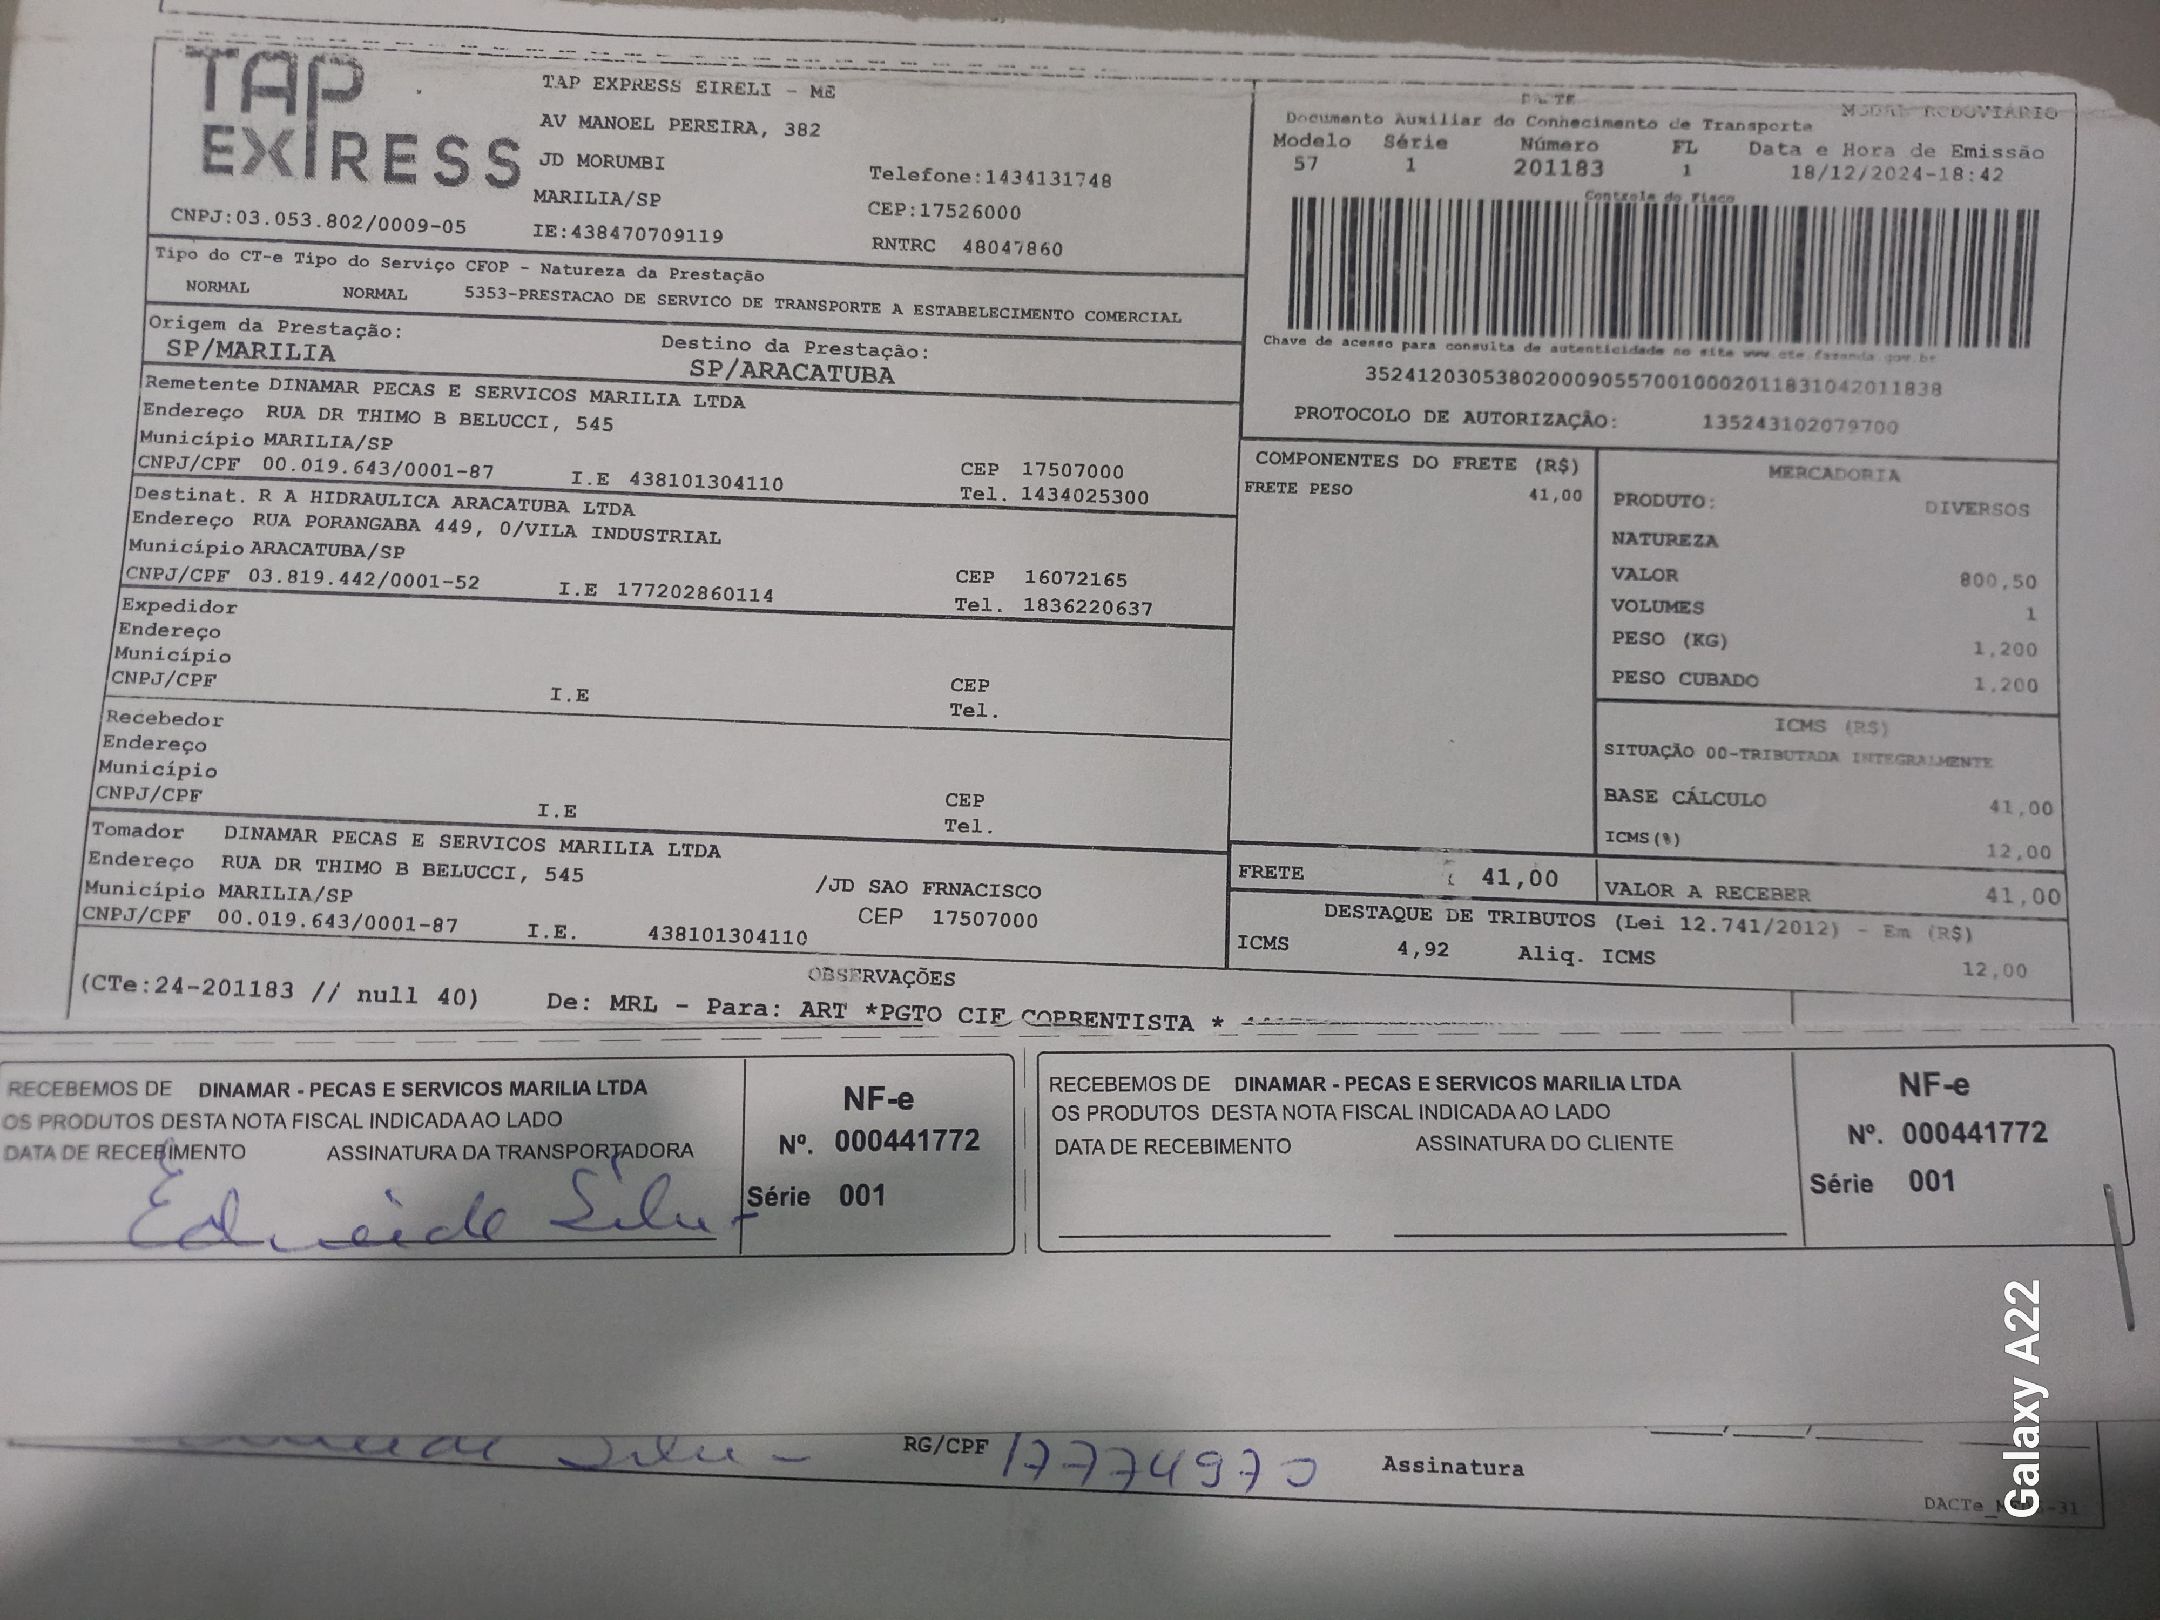 TAP
EXPRESS
TAP EXPRESS EIRELI - ME
AV MANOEL PEREIRA, 382
JD MORUMBI
MARILIA/SP
Telefone:1434131748
CEP:17526000
CNPJ:03.053.802/0009-05
IE:438470709119
RNTRC 48047860
MODAL RODOVIÁRIO
Documento Auxiliar do Conhecimento de Transporte
Modelo Série Número FL Data e Hora de Emissão
57 1 201183 1 18/12/2024-18:42
Controle do Fisco
Chave de acesso para consulta de autenticidade no site www.cte.fazenda.gov.br
35241203053802000905570010002011831042011838
PROTOCOLO DE AUTORIZAÇÃO: 135243102079700
Tipo do CT-e Tipo do Serviço CFOP - Natureza da Prestação
NORMAL NORMAL 5353-PRESTACAO DE SERVICO DE TRANSPORTE A ESTABELECIMENTO COMERCIAL
Origem da Prestação: Destino da Prestação:
SP/MARILIA SP/ARACATUBA
Remetente DINAMAR PECAS E SERVICOS MARILIA LTDA
Endereço RUA DR THIMO B BELUCCI, 545
Município MARILIA/SP CEP 17507000
CNPJ/CPF 00.019.643/0001-87 I.E 438101304110 Tel. 1434025300
Destinat. R A HIDRAULICA ARACATUBA LTDA
Endereço RUA PORANGABA 449, 0/VILA INDUSTRIAL
Município ARACATUBA/SP CEP 16072165
CNPJ/CPF 03.819.442/0001-52 I.E 177202860114 Tel. 1836220637
Expedidor
Endereço
Município CEP
CNPJ/CPF I.E Tel.
Recebedor
Endereço
Município CEP
CNPJ/CPF I.E Tel.
Tomador DINAMAR PECAS E SERVICOS MARILIA LTDA
Endereço RUA DR THIMO B BELUCCI, 545 /JD SAO FRNACISCO
Município MARILIA/SP CEP 17507000
CNPJ/CPF 00.019.643/0001-87 I.E. 438101304110
COMPONENTES DO FRETE (R$)
FRETE PESO 41,00
MERCADORIA
PRODUTO: DIVERSOS
NATUREZA
VALOR 800,50
VOLUMES 1
PESO (KG) 1,200
PESO CUBADO 1,200
ICMS (R$)
SITUAÇÃO 00-TRIBUTADA INTEGRALMENTE
BASE CÁLCULO 41,00
ICMS(%) 12,00
FRETE 41,00 VALOR A RECEBER 41,00
DESTAQUE DE TRIBUTOS (Lei 12.741/2012) - Em (R$)
ICMS 4,92 Aliq. ICMS 12,00
OBSERVAÇÕES
(CTe:24-201183 // null 40) De: MRL - Para: ART *PGTO CIF CORRENTISTA *
RECEBEMOS DE DINAMAR - PECAS E SERVICOS MARILIA LTDA
OS PRODUTOS DESTA NOTA FISCAL INDICADA AO LADO
DATA DE RECEBIMENTO ASSINATURA DA TRANSPORTADORA
NF-e
Nº. 000441772
Série 001
RECEBEMOS DE DINAMAR - PECAS E SERVICOS MARILIA LTDA
OS PRODUTOS DESTA NOTA FISCAL INDICADA AO LADO
DATA DE RECEBIMENTO ASSINATURA DO CLIENTE
NF-e
Nº. 000441772
Série 001
RG/CPF Assinatura
Galaxy A22